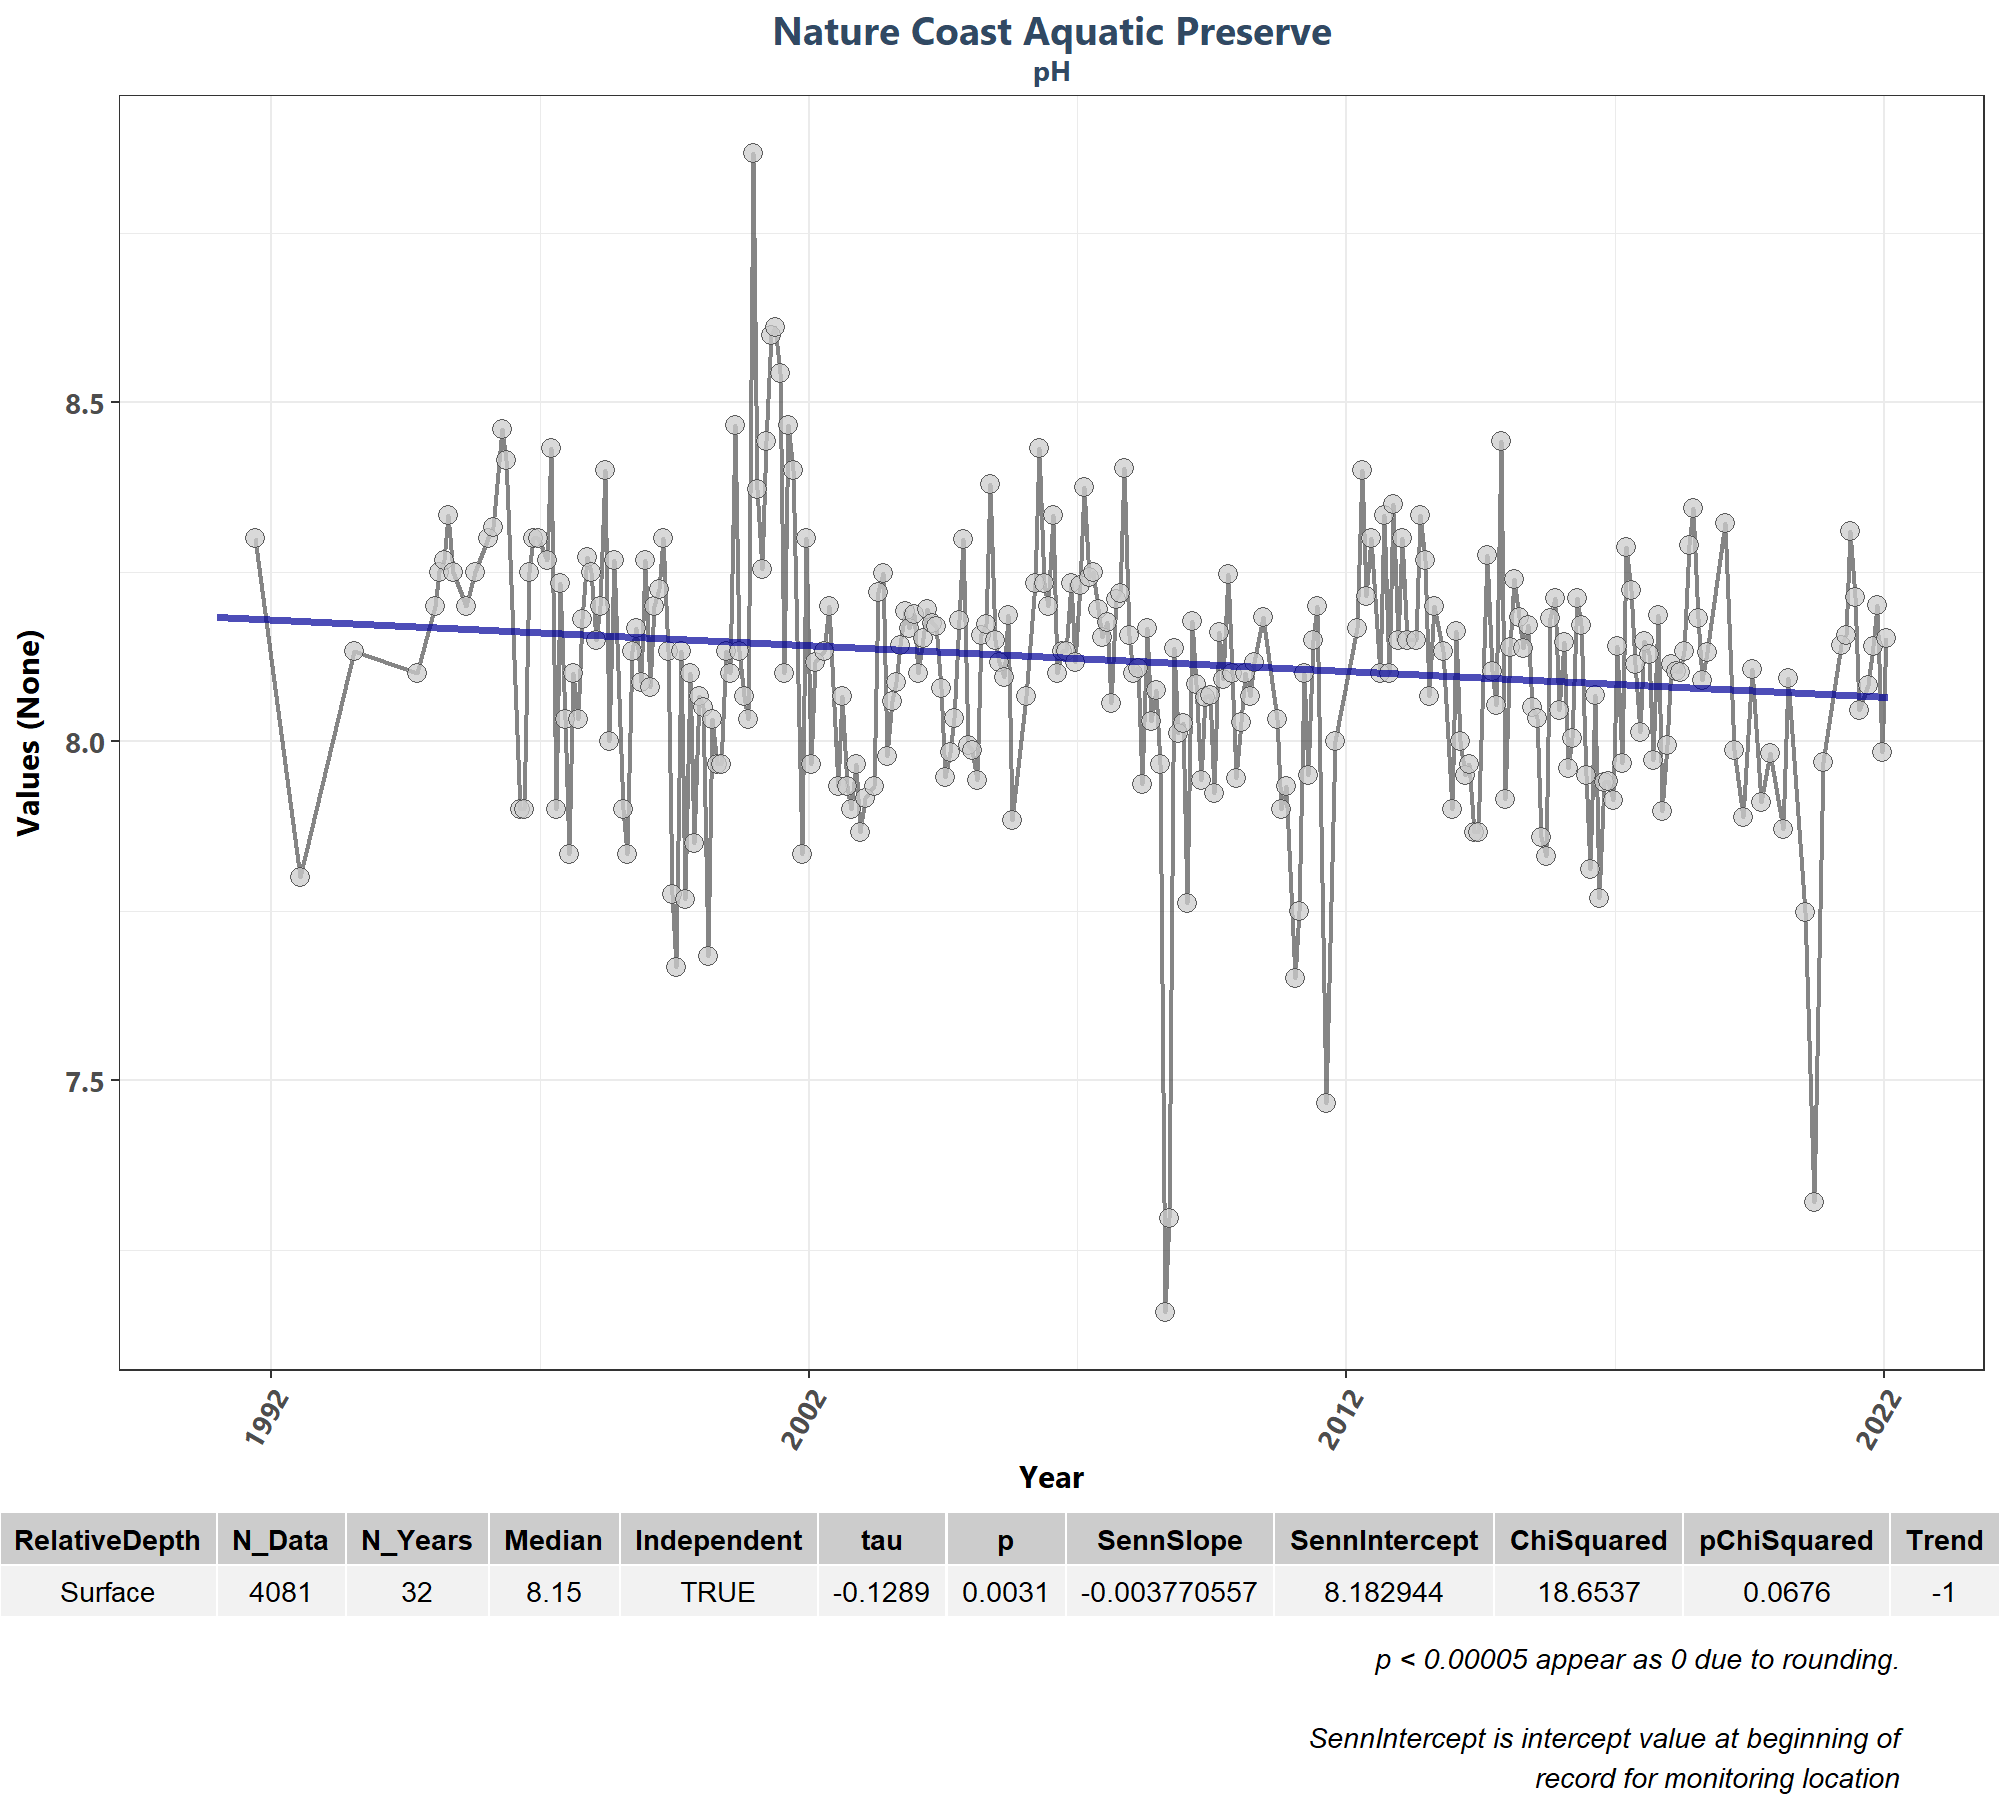 Nature Coast Aquatic Preserve
pH
Values (None)
8.5
8.0
7.5
1992 2002 2012 2022
Year
RelativeDepth N_Data N_Years Median Independent tau p SennSlope SennIntercept ChiSquared pChiSquared Trend
Surface 4081 32 8.15 TRUE -0.1289 0.0031 -0.003770557 8.182944 18.6537 0.0676 -1
p < 0.00005 appear as 0 due to rounding.
SennIntercept is intercept value at beginning of
record for monitoring location